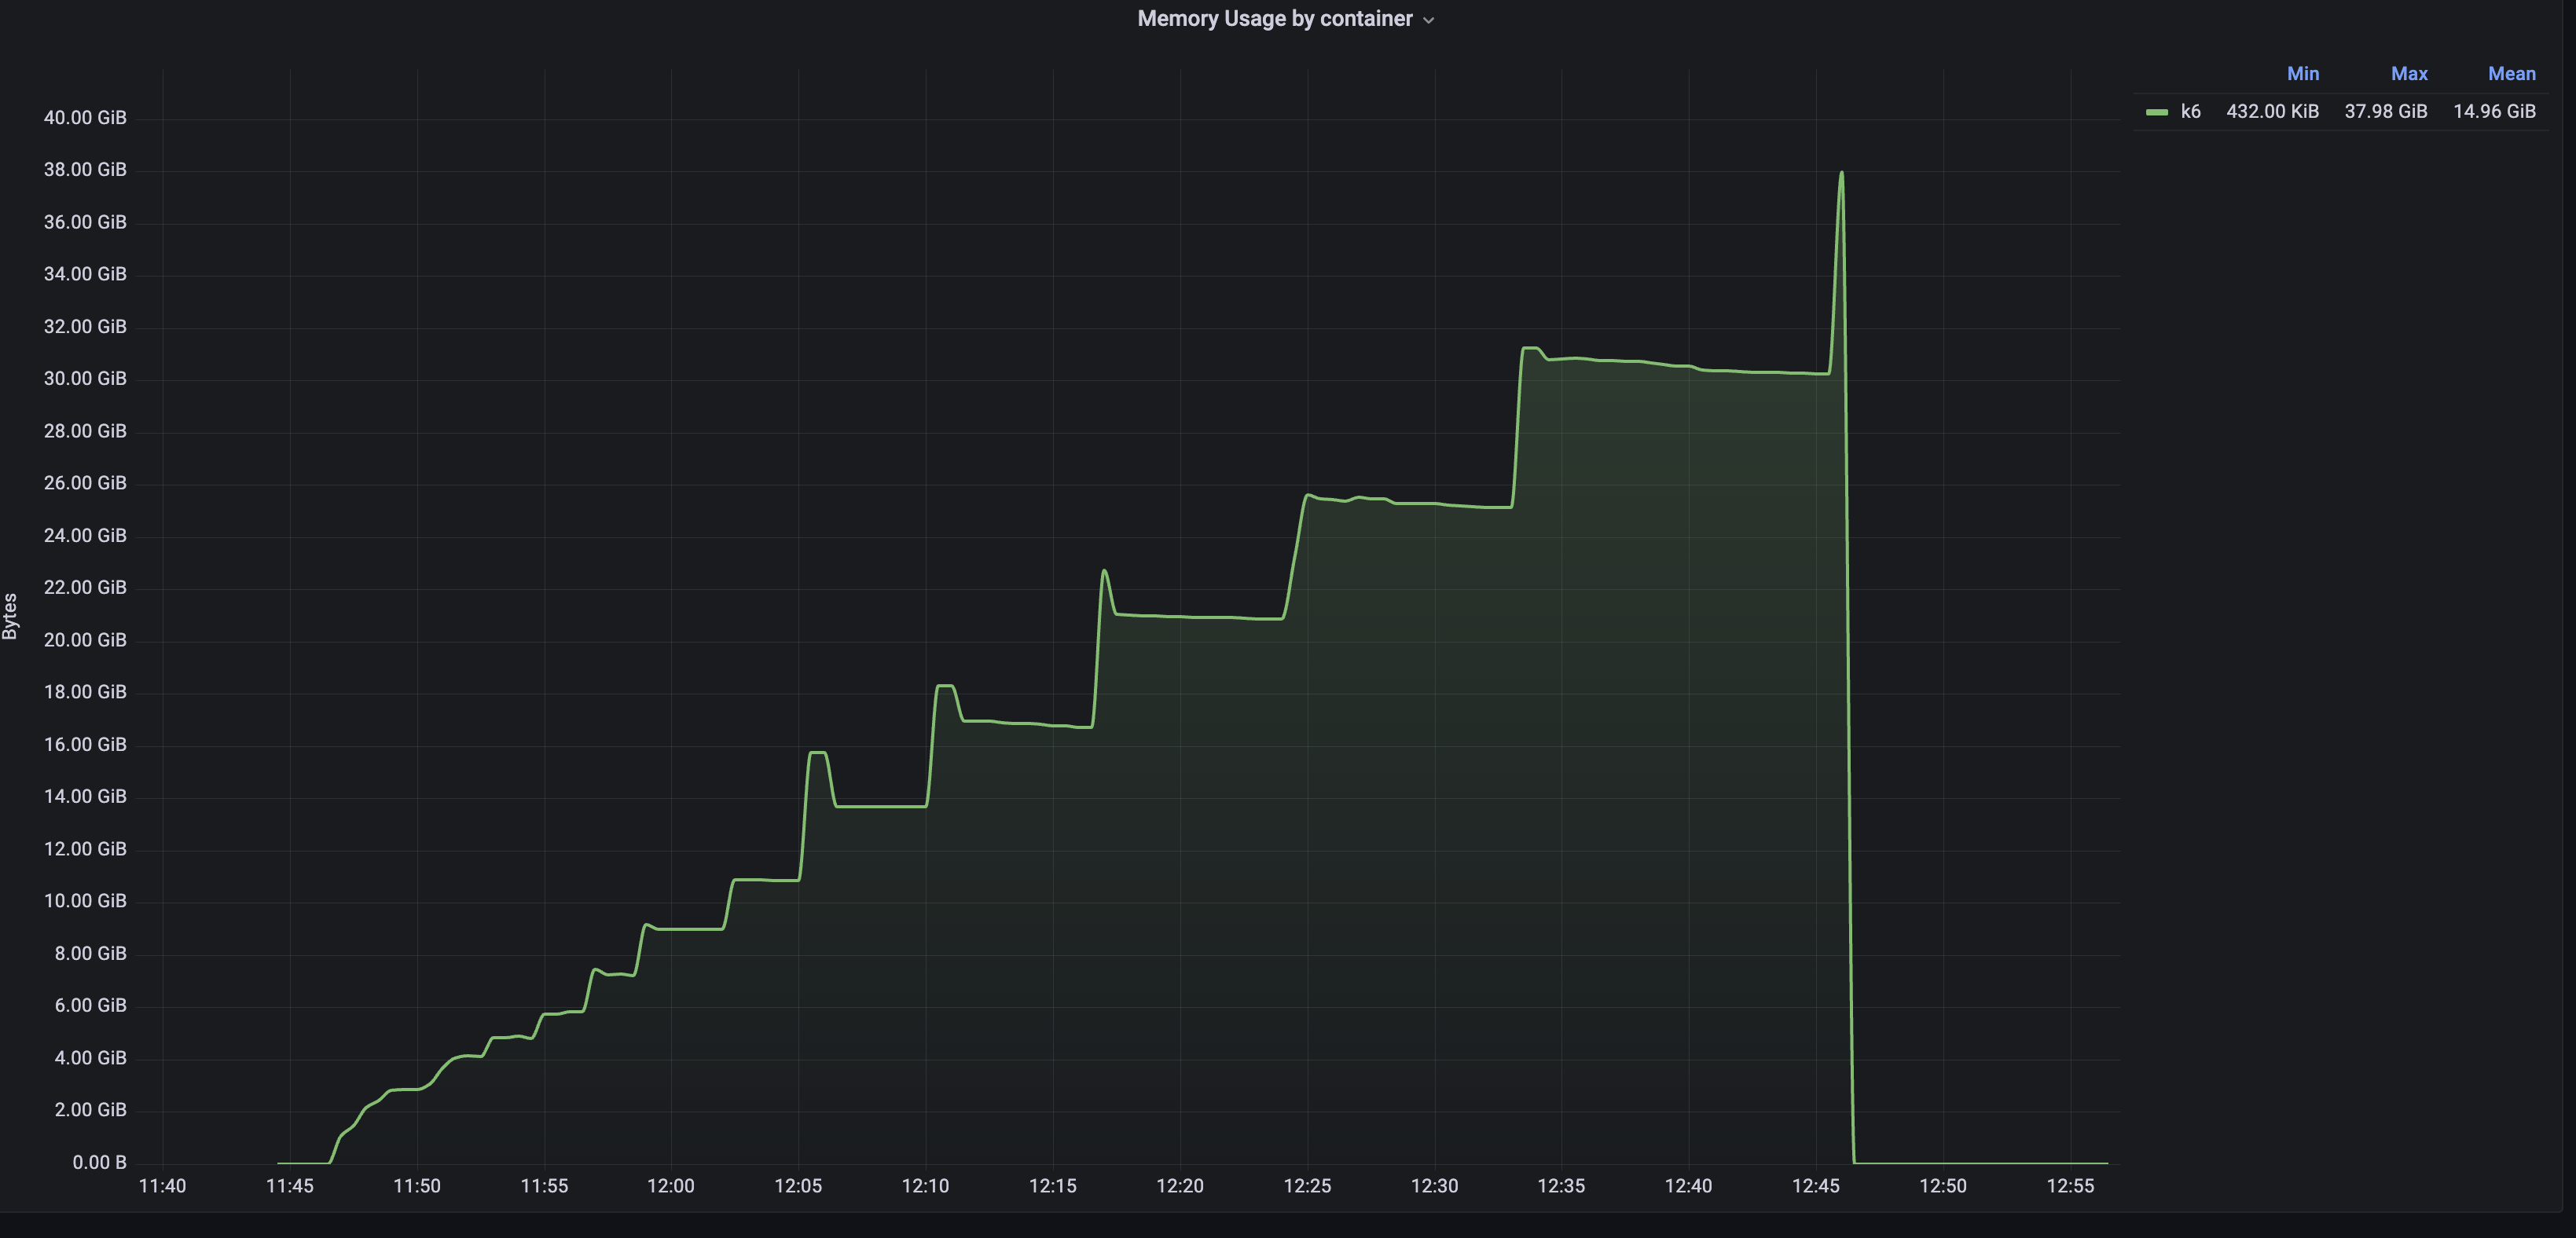 Memory Usage by container
Min Max Mean
k6 432.00 KiB 37.98 GiB 14.96 GiB
40.00 GiB
38.00 GiB
36.00 GiB
34.00 GiB
32.00 GiB
30.00 GiB
28.00 GiB
26.00 GiB
24.00 GiB
22.00 GiB
20.00 GiB
18.00 GiB
16.00 GiB
14.00 GiB
12.00 GiB
10.00 GiB
8.00 GiB
6.00 GiB
4.00 GiB
2.00 GiB
0.00 B
Bytes
11:40 11:45 11:50 11:55 12:00 12:05 12:10 12:15 12:20 12:25 12:30 12:35 12:40 12:45 12:50 12:55